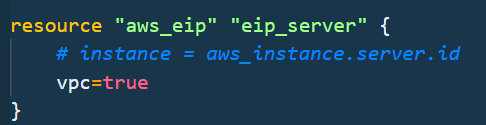 resource "aws_eip" "eip_server" {
    # instance = aws_instance.server.id
    vpc=true
}